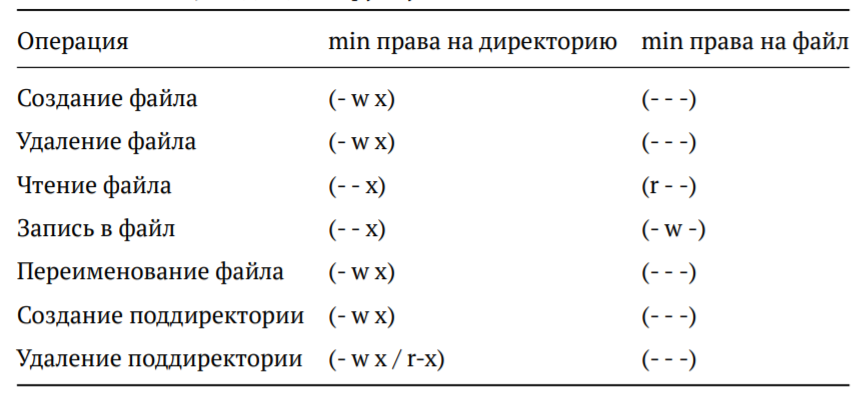 Операция min права на директорию min права на файл
Создание файла (- w x) (- - -)
Удаление файла (- w x) (- - -)
Чтение файла (- - x) (r - -)
Запись в файл (- - x) (- w -)
Переименование файла (- w x) (- - -)
Создание поддиректории (- w x) (- - -)
Удаление поддиректории (- w x / r-x) (- - -)